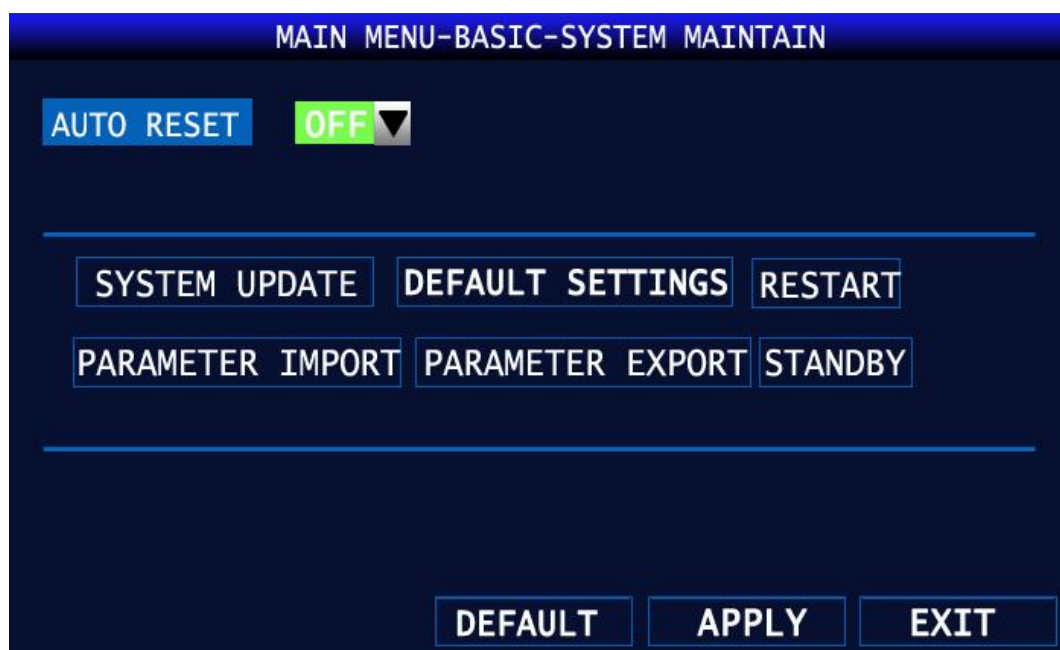 MAIN MENU-BASIC-SYSTEM MAINTAIN
AUTO RESET OFF
SYSTEM UPDATE DEFAULT SETTINGS RESTART
PARAMETER IMPORT PARAMETER EXPORT STANDBY
DEFAULT APPLY EXIT